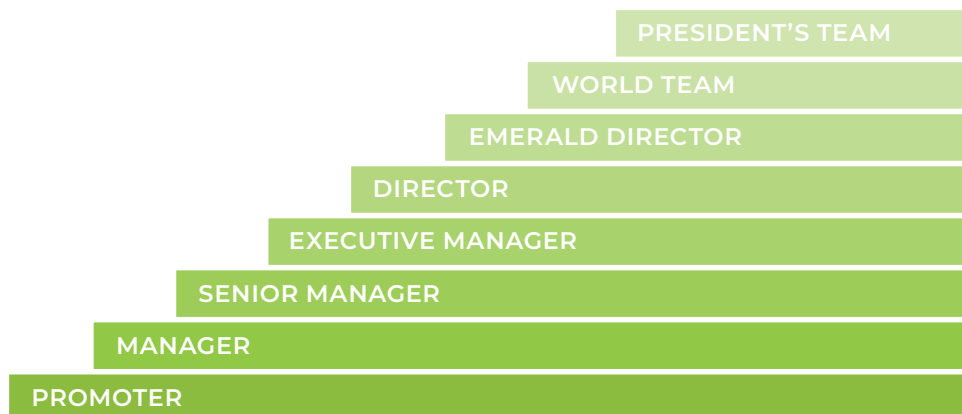 PRESIDENT’S TEAM
WORLD TEAM
EMERALD DIRECTOR
DIRECTOR
EXECUTIVE MANAGER
SENIOR MANAGER
MANAGER
PROMOTER